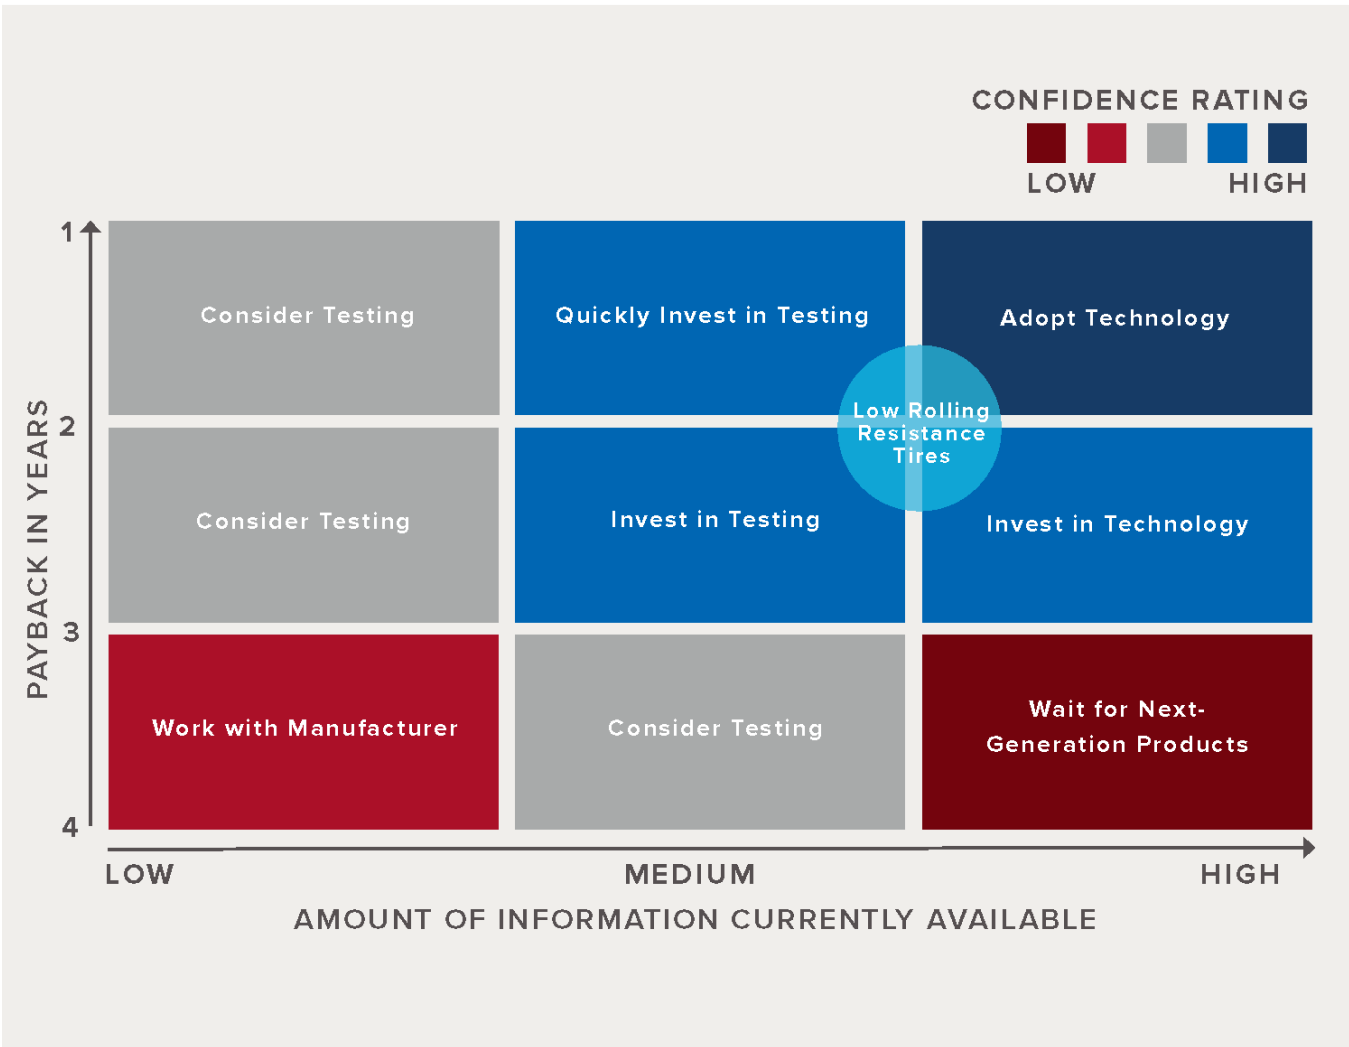 CONFIDENCE RATING
LOW
HIGH
1
Consider Testing
Quickly Invest in Testing
Adopt Technology
PAYBACK IN YEARS
2
Low Rolling
Resistance
Tires
Consider Testing
Invest in Testing
Invest in Technology
3
Work with Manufacturer
Consider Testing
Wait for Next-
Generation Products
4
LOW
MEDIUM
HIGH
AMOUNT OF INFORMATION CURRENTLY AVAILABLE